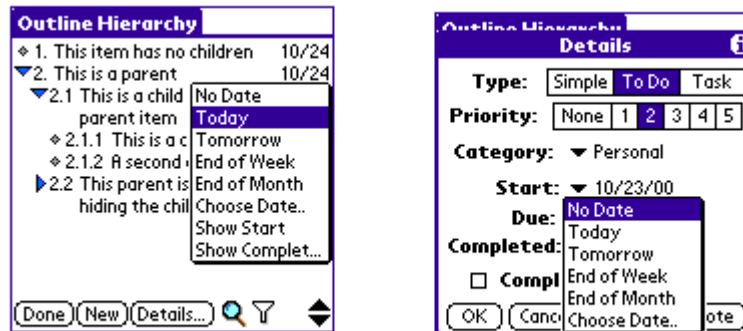 Outline Hierarchy
1. This item has no children 10/24
2. This is a parent 10/24
2.1 This is a child
parent item
2.1.1 This is a c
2.1.2 A second
2.2 This parent is
hiding the chil
No Date
Today
Tomorrow
End of Week
End of Month
Choose Date..
Show Start
Show Complet...
Done New Details...
Outline Hierarchy
Details
Type: Simple To Do Task
Priority: None 1 2 3 4 5
Category: Personal
Start: 10/23/00
Due:
Completed:
Compl
No Date
Today
Tomorrow
End of Week
End of Month
Choose Date..
OK Canc ote